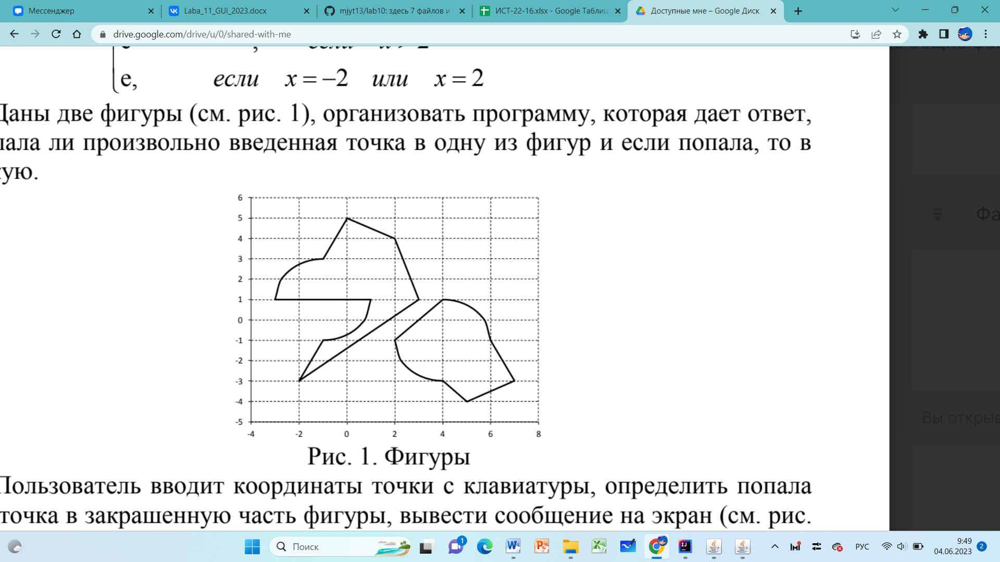 Мессенджер
Laba_11_GUI_2023.docx
mjyt13/lab10: здесь 7 файлов и
ИСТ-22-16.xlsx - Google Таблиц
Доступные мне – Google Диск
drive.google.com/drive/u/0/shared-with-me
если x > 2
e, если x = −2 или x = 2
Даны две фигуры (см. рис. 1), организовать программу, которая дает ответ,
пала ли произвольно введенная точка в одну из фигур и если попала, то в
ую.
6
5
4
3
2
1
0
-1
-2
-3
-4
-5
-4 -2 0 2 4 6 8
Рис. 1. Фигуры
Пользователь вводит координаты точки с клавиатуры, определить попала
точка в закрашенную часть фигуры, вывести сообщение на экран (см. рис.
Фа
Вы открыв
Поиск
1
РУС
9:49
04.06.2023
2